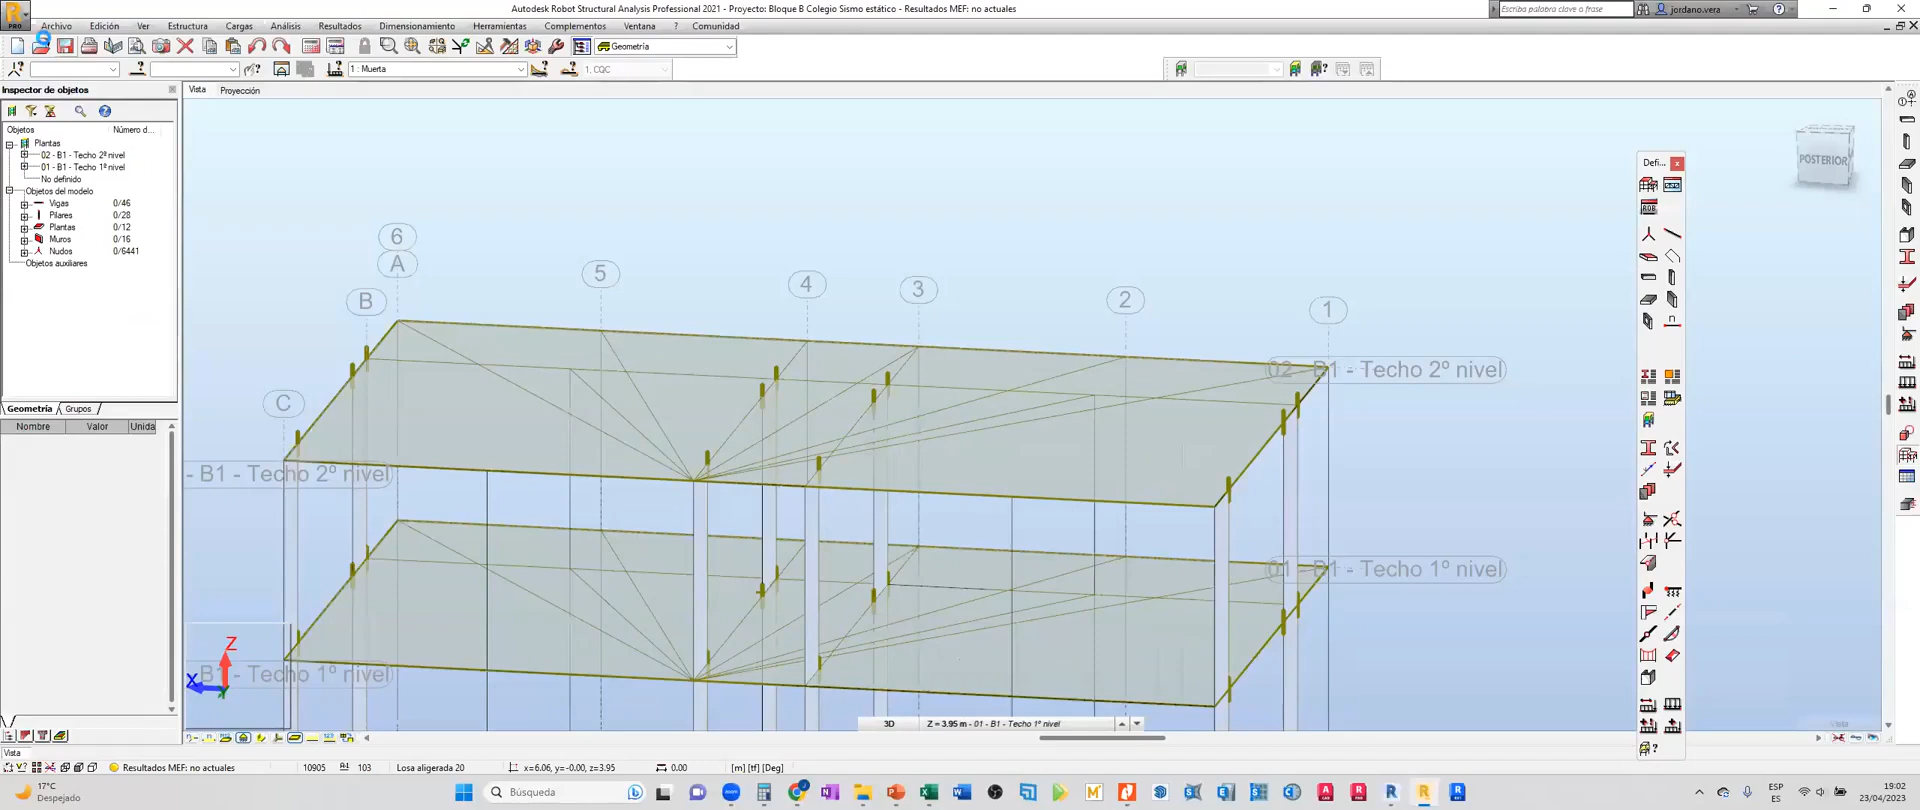 Autodesk Robot Structural Analysis Professional 2021 - Proyecto: Bloque B Colegio Sismo estático - Resultados MEF: no actuales
Escriba palabra clave o frase
jordano.vera
PRO
Archivo Edición Ver Estructura Cargas Análisis Resultados Dimensionamiento Herramientas Complementos Ventana ? Comunidad
Geometría
1 : Muerta
1. CQC
Inspector de objetos
Vista Proyección
Objetos Número d...
Plantas
02 - B1 - Techo 2º nivel
01 - B1 - Techo 1º nivel
No definido
Objetos del modelo
Vigas 0/46
Pilares 0/28
Plantas 0/12
Muros 0/16
Nudos 0/6441
Objetos auxiliares
Geometría Grupos
Nombre Valor Unida
Defi...
POSTERIOR
6
A
5
4
3
2
1
B
C
02 - B1 - Techo 2º nivel
- B1 - Techo 2º nivel
01 - B1 - Techo 1º nivel
- B1 - Techo 1º nivel
Z
X
Y
3D Z = 3.95 m - 01 - B1 - Techo 1º nivel
Vista
Vista
Resultados MEF: no actuales 10905 103 Losa aligerada 20 x=6.06, y=-0.00, z=3.95 0.00 [m] [tf] [Deg]
17°C
Despejado
Búsqueda
ESP
ES
19:02
23/04/2023